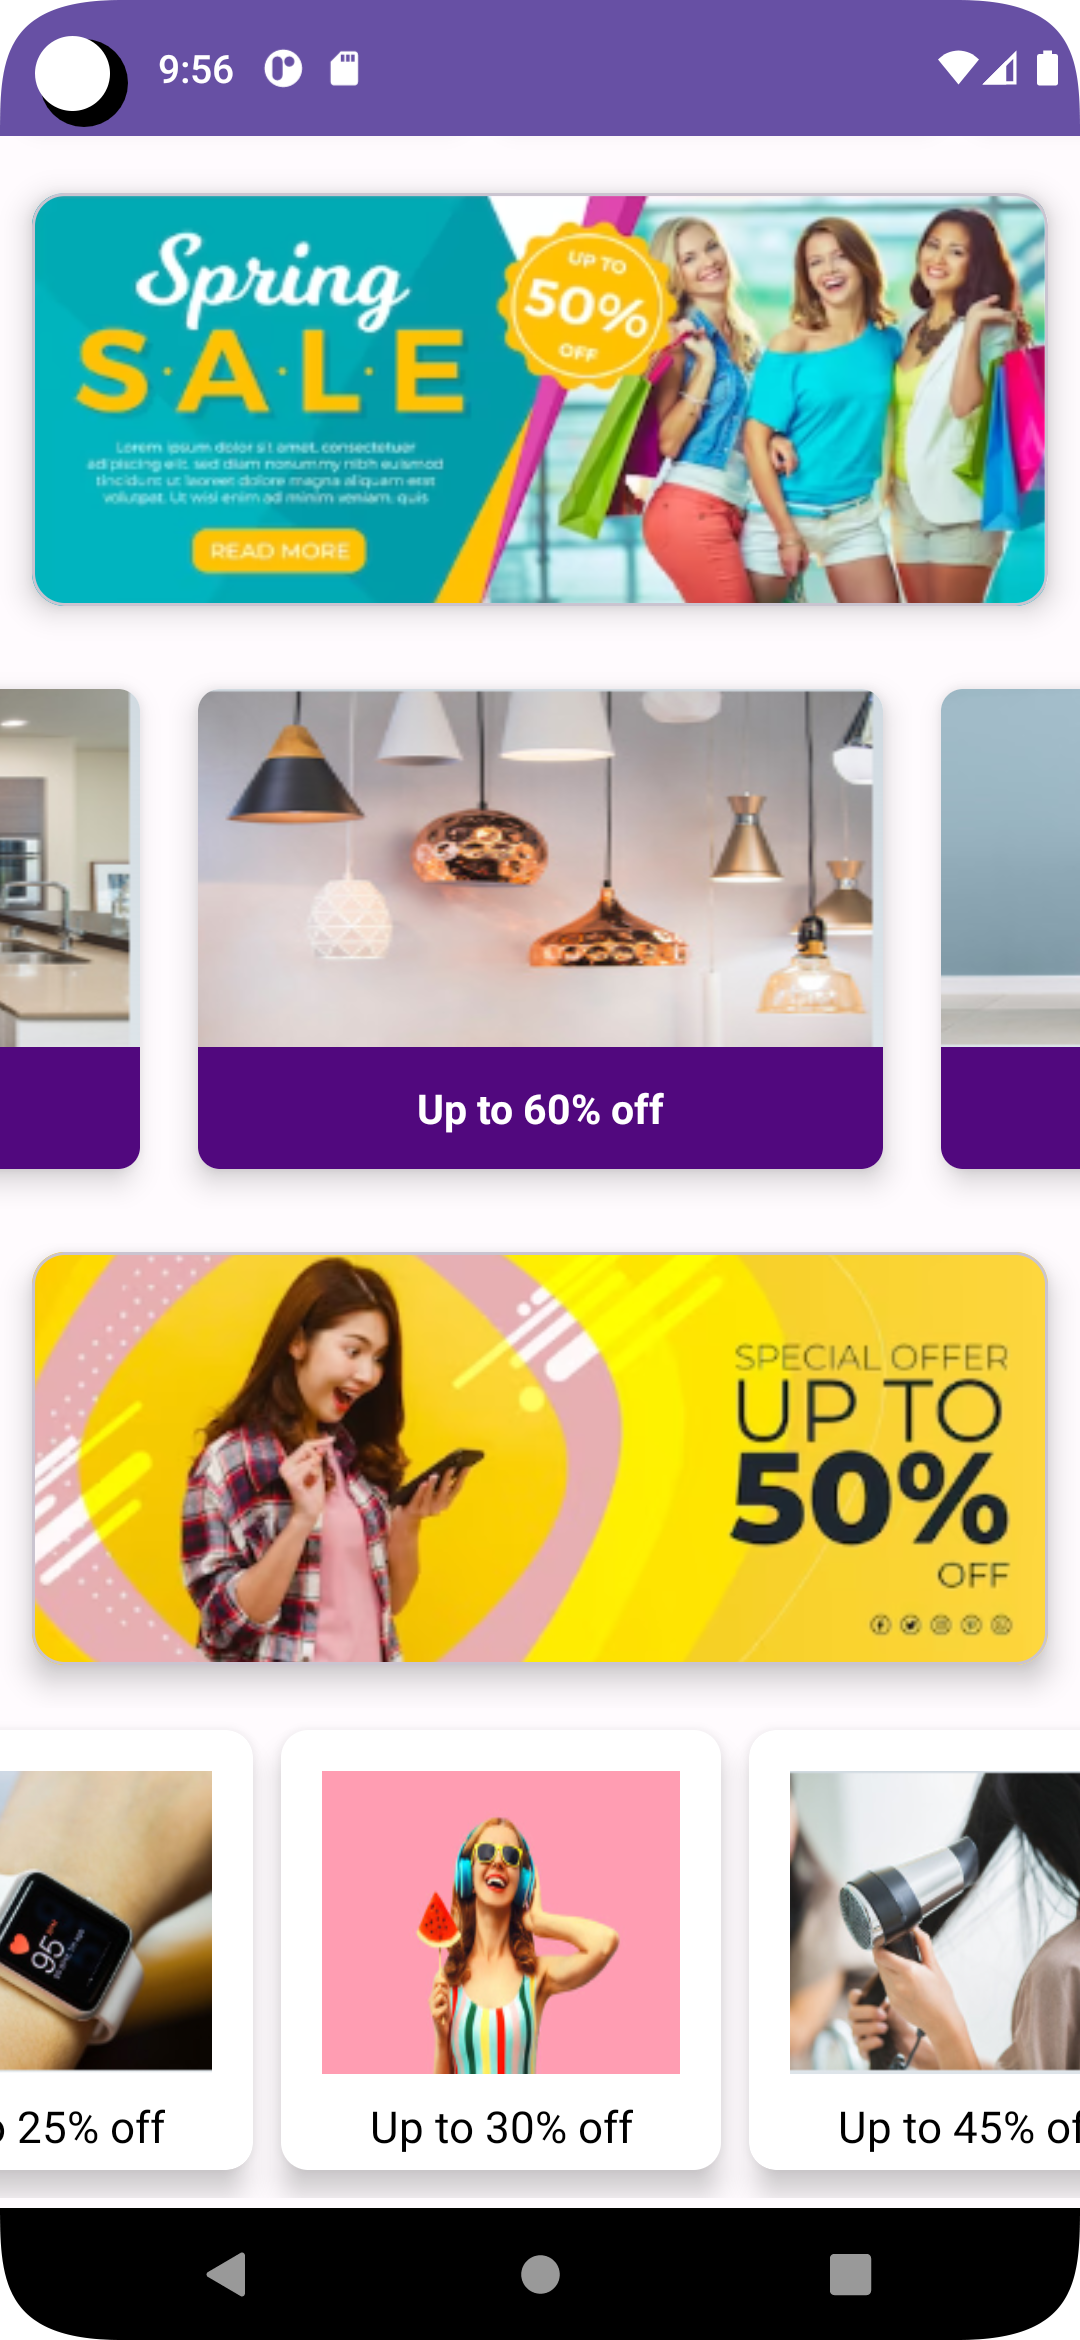 9:56
Spring
S·A·L·E
UP TO
50%
OFF
Lorem ipsum dolor sit amet, consectetuer
adipiscing elit, sed diam nonummy nibh euismod
tincidunt ut laoreet dolore magna aliquam erat
volutpat. Ut wisi enim ad minim veniam, quis
READ MORE
Up to 60% off
SPECIAL OFFER
UP TO
50%
OFF
95
25% off
Up to 30% off
Up to 45% of